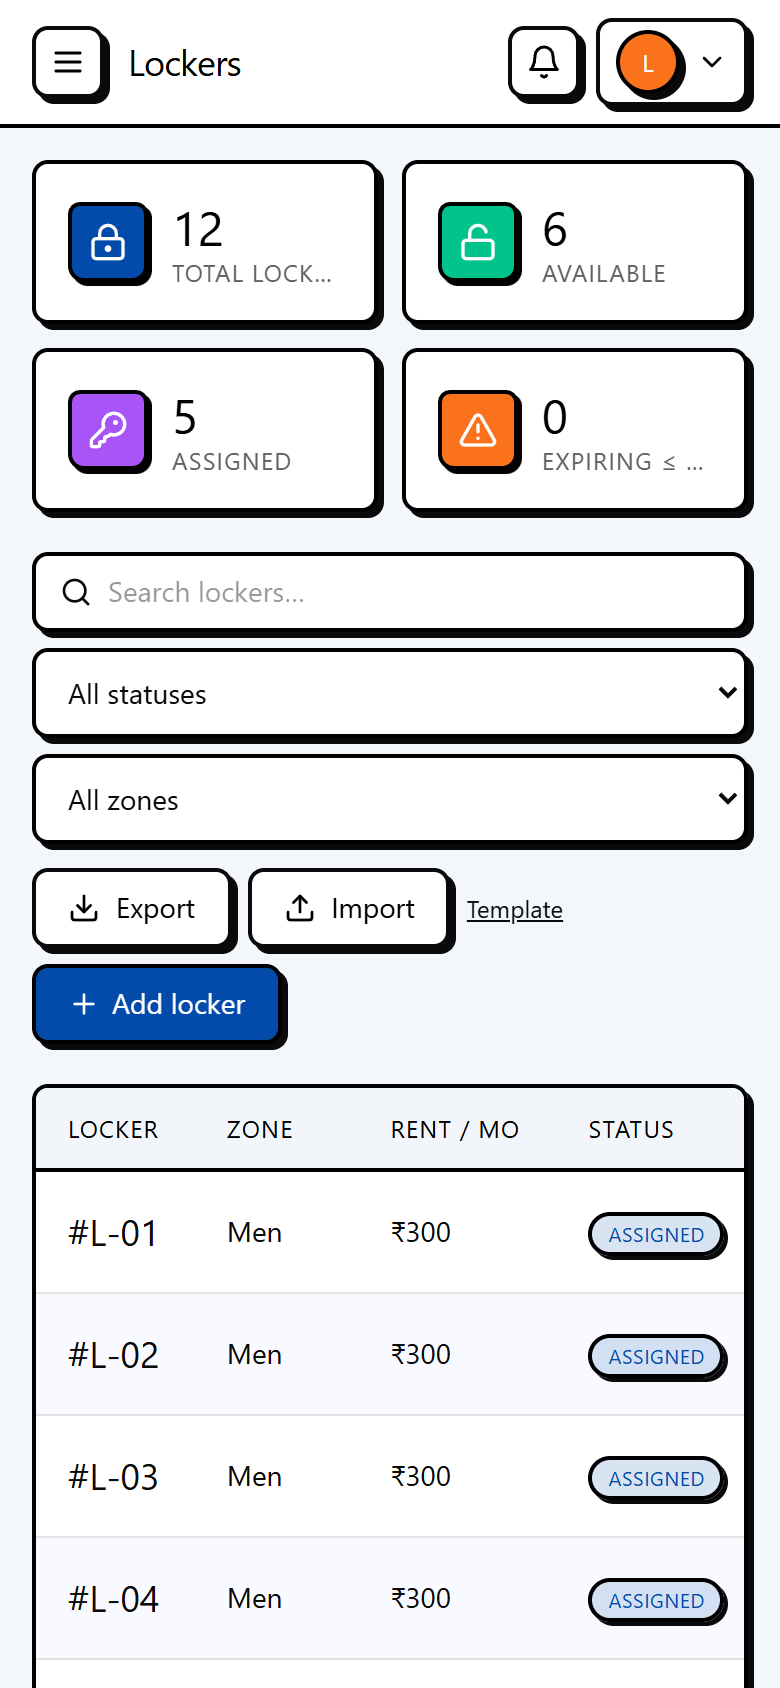 Lockers
L
12
TOTAL LOCK...
6
AVAILABLE
5
ASSIGNED
0
EXPIRING ≤ ...
Search lockers...
All statuses
All zones
Export
Import
Template
+ Add locker
LOCKER ZONE RENT / MO STATUS
#L-01 Men ₹300 ASSIGNED
#L-02 Men ₹300 ASSIGNED
#L-03 Men ₹300 ASSIGNED
#L-04 Men ₹300 ASSIGNED